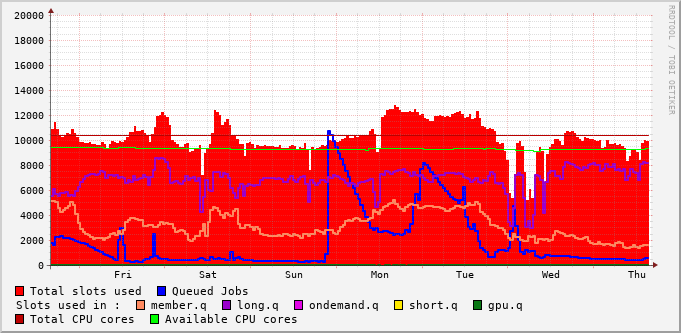 20000
18000
16000
14000
12000
10000
8000
6000
4000
2000
0
Fri Sat Sun Mon Tue Wed Thu
Total slots used Queued Jobs
Slots used in : member.q long.q ondemand.q short.q gpu.q
Total CPU cores Available CPU cores
RRDTOOL / TOBI OETIKER